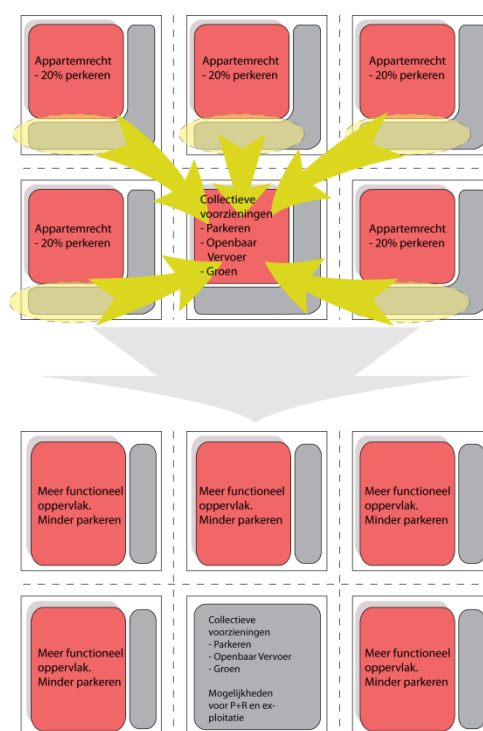 Appartemrecht
- 20% perkeren
Appartemrecht
- 20% perkeren
Appartemrecht
- 20% perkeren
Appartemrecht
- 20% perkeren
Collectieve
voorzieningen
- Parkeren
- Openbaar
Vervoer
- Groen
Appartemrecht
- 20% perkeren
Meer functioneel
oppervlak.
Minder parkeren
Meer functioneel
oppervlak.
Minder parkeren
Meer functioneel
oppervlak.
Minder parkeren
Meer functioneel
oppervlak.
Minder parkeren
Collectieve
voorzieningen
- Parkeren
- Openbaar Vervoer
- Groen
Mogelijkheden
voor P+R en ex-
ploitatie
Meer functioneel
oppervlak.
Minder parkeren